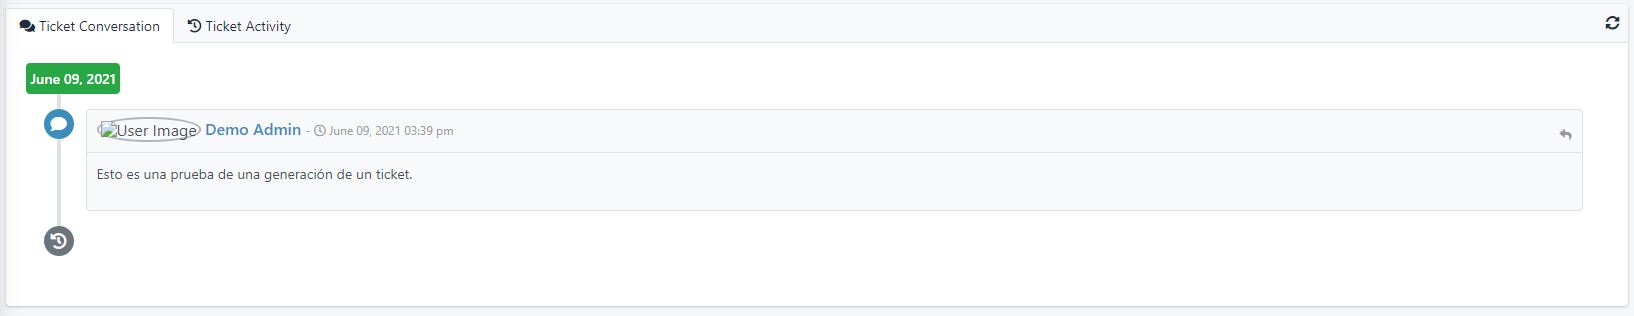 Ticket Conversation Ticket Activity
June 09, 2021
User Image Demo Admin - June 09, 2021 03:39 pm
Esto es una prueba de una generación de un ticket.